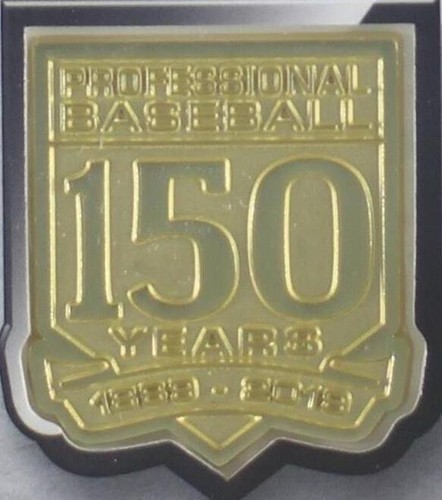 PROFESSIONAL
BASEBALL
150
YEARS
1869 - 2019